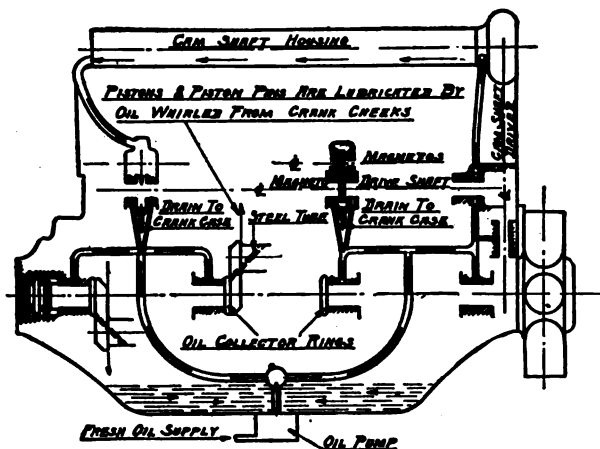 CAM SHAFT HOUSING
PISTONS & PISTON PINS ARE LUBRICATED BY
OIL WHIRLED FROM CRANK CHEEKS
CAM SHAFT
DRIVE
MAGNETOS
MAGNETO DRIVE SHAFT
DRAIN TO
CRANK CASE
STEEL TUBE
DRAIN TO
CRANK CASE
OIL COLLECTOR RINGS
FRESH OIL SUPPLY
OIL PUMP